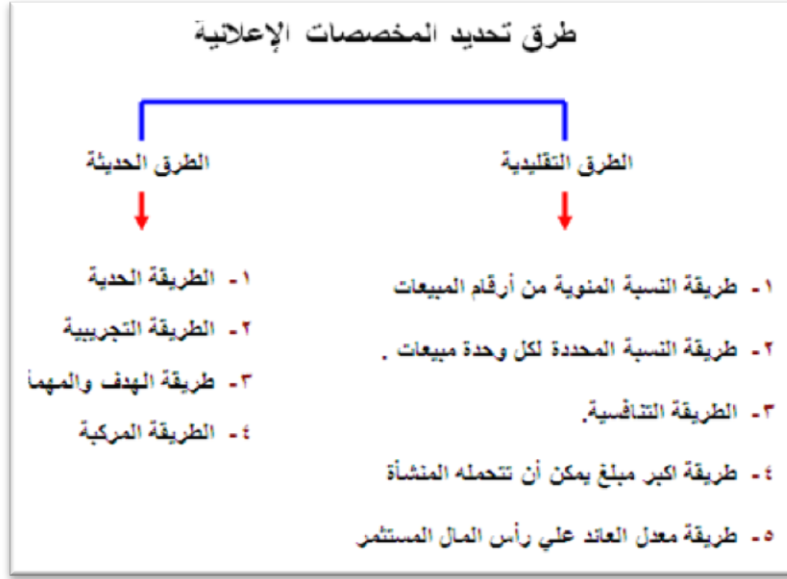 طرق تحديد المخصصات الإعلانية
الطرق التقليدية
١- طريقة النسبة المئوية من أرقام المبيعات
٢- طريقة النسبة المحددة لكل وحدة مبيعات .
٣- الطريقة التنافسية.
٤- طريقة اكبر مبلغ يمكن أن تتحمله المنشأة
٥- طريقة معدل العائد علي رأس المال المستثمر
الطرق الحديثة
١- الطريقة الحدية
٢- الطريقة التجريبية
٣- طريقة الهدف والمهما
٤- الطريقة المركبة